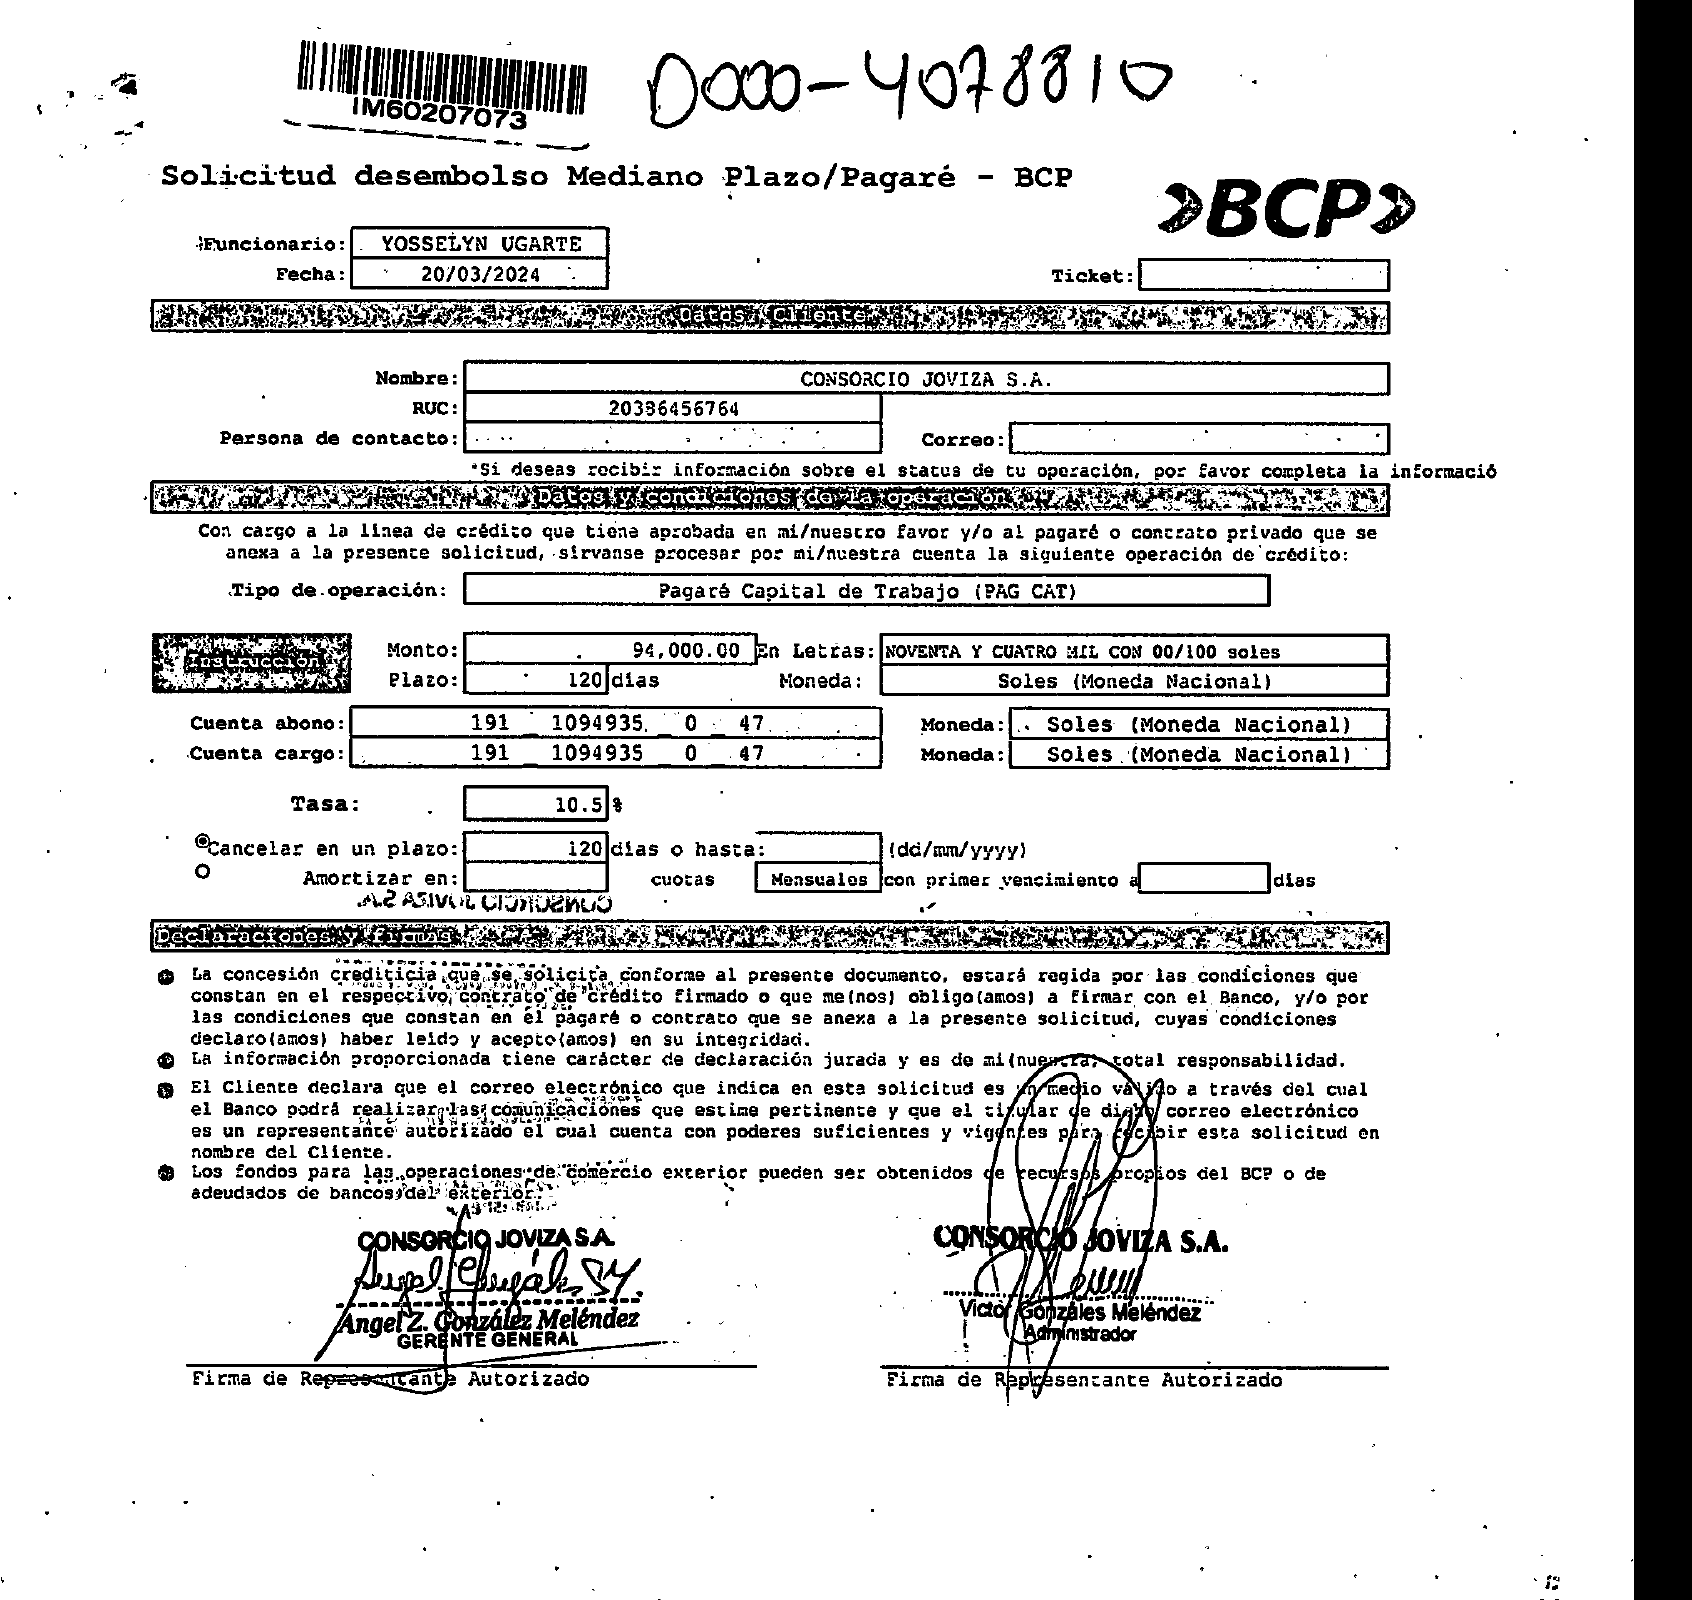 IM60207073
D000-4078810
Solicitud desembolso Mediano Plazo/Pagaré - BCP
BCP
Funcionario: YOSSELYN UGARTE
Fecha: 20/03/2024
Ticket:
Datos Cliente
Nombre: CONSORCIO JOVIZA S.A.
RUC: 20386456764
Persona de contacto: Correo:
*Si deseas recibir información sobre el status de tu operación, por favor completa la informació
Datos y condiciones de la operación
Con cargo a la línea de crédito que tiene aprobada en mi/nuestro favor y/o al pagaré o contrato privado que se
anexa a la presente solicitud, sirvanse procesar por mi/nuestra cuenta la siguiente operación de crédito:
Tipo de operación: Pagaré Capital de Trabajo (PAG CAT)
Instrucción
Monto: 94,000.00 En Letras: NOVENTA Y CUATRO MIL CON 00/100 soles
Plazo: 120 días Moneda: Soles (Moneda Nacional)
Cuenta abono: 191 1094935 0 47 Moneda: Soles (Moneda Nacional)
Cuenta cargo: 191 1094935 0 47 Moneda: Soles (Moneda Nacional)
Tasa: 10.5 %
Cancelar en un plazo: 120 días o hasta: (dd/mm/yyyy)
Amortizar en: cuotas Mensuales con primer vencimiento a días
CONSORCIO JOVIZA S.A.
Declaraciones y firmas
La concesión crediticia que se solicita conforme al presente documento, estará regida por las condiciones que
constan en el respectivo contrato de crédito firmado o que me(nos) obligo(amos) a firmar con el Banco, y/o por
las condiciones que constan en el pagaré o contrato que se anexa a la presente solicitud, cuyas condiciones
declaro(amos) haber leido y acepto(amos) en su integridad.
La información proporcionada tiene carácter de declaración jurada y es de mi(nuestra) total responsabilidad.
El Cliente declara que el correo electrónico que indica en esta solicitud es un medio válido a través del cual
el Banco podrá realizar las comunicaciones que estime pertinente y que el titular de dicho correo electrónico
es un representante autorizado el cual cuenta con poderes suficientes y vigentes para recibir esta solicitud en
nombre del Cliente.
Los fondos para las operaciones de comercio exterior pueden ser obtenidos de recursos propios del BCP o de
adeudados de bancos del exterior.
CONSORCIO JOVIZA S.A.
Angel Z. González Meléndez
GERENTE GENERAL
Firma de Representante Autorizado
CONSORCIO JOVIZA S.A.
Victor Gonzáles Meléndez
Administrador
Firma de Representante Autorizado